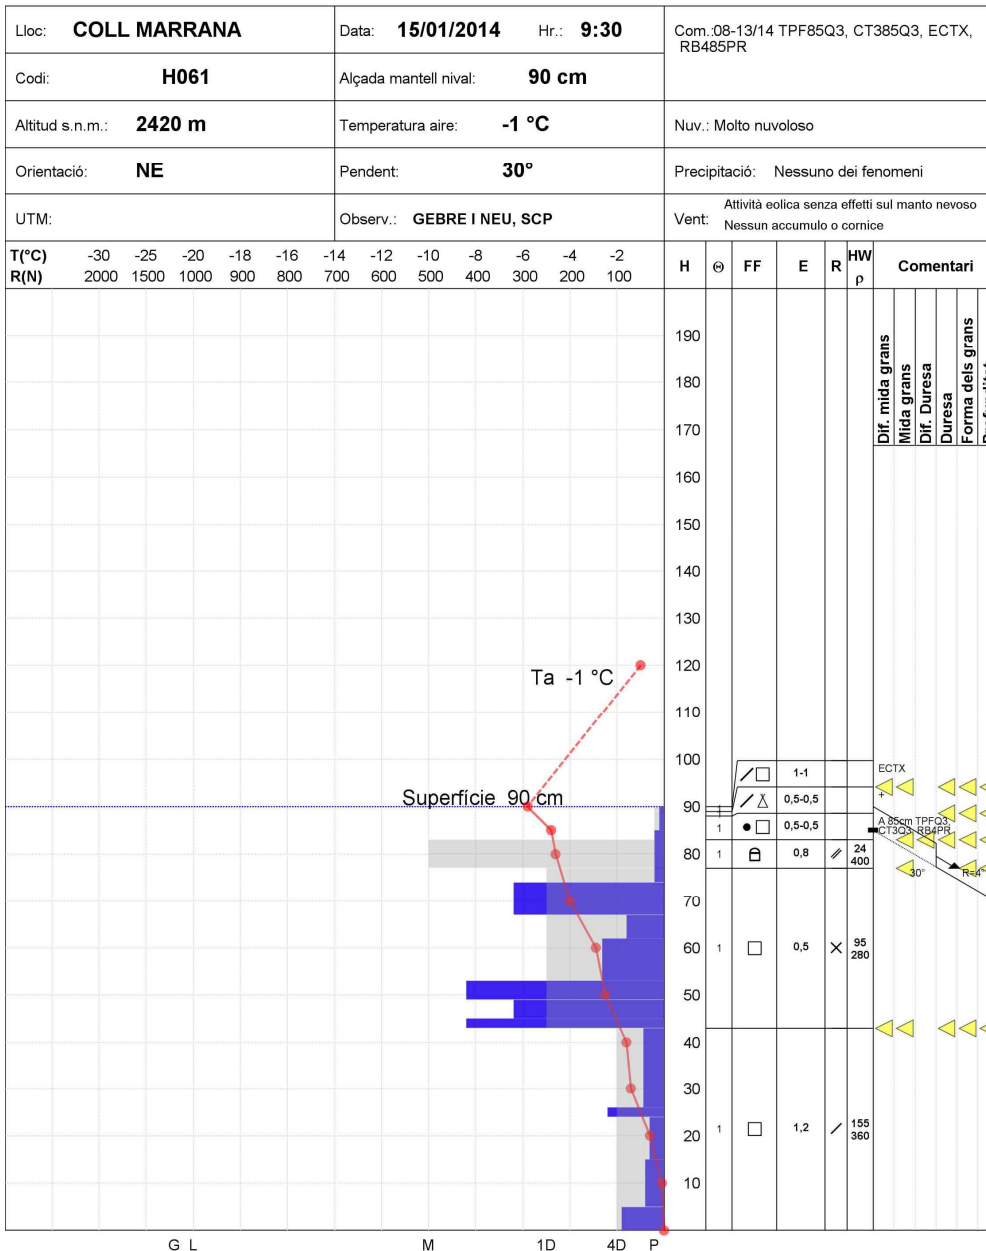 Lloc: COLL MARRANA Data: 15/01/2014 Hr.: 9:30 Com.:08-13/14 TPF85Q3, CT385Q3, ECTX,
RB485PR
Codi: H061 Alçada mantell nival: 90 cm
Altitud s.n.m.: 2420 m Temperatura aire: -1 °C Nuv.: Molto nuvoloso
Orientació: NE Pendent: 30° Precipitació: Nessuno dei fenomeni
UTM: Observ.: GEBRE I NEU, SCP Vent: Attività eolica senza effetti sul manto nevoso
Nessun accumulo o cornice
T(°C) -30 -25 -20 -18 -16 -14 -12 -10 -8 -6 -4 -2
R(N) 2000 1500 1000 900 800 700 600 500 400 300 200 100
H Θ FF E R HW ρ Comentari
Dif. mida grans
Mida grans
Dif. Duresa
Duresa
Forma dels grans
190
180
170
160
150
140
130
120
Ta -1 °C
110
100
1-1 ECTX
Superfície 90 cm
90 0,5-0,5 +
1 0,5-0,5 A 85cm TPFQ3,
CT3Q3, RB4PR
80 1 0,8 24
400
30° R=4°
70
60 1 0,5 95
280
50
40
30
20 1 1,2 155
360
10
G L M 1D 4D P